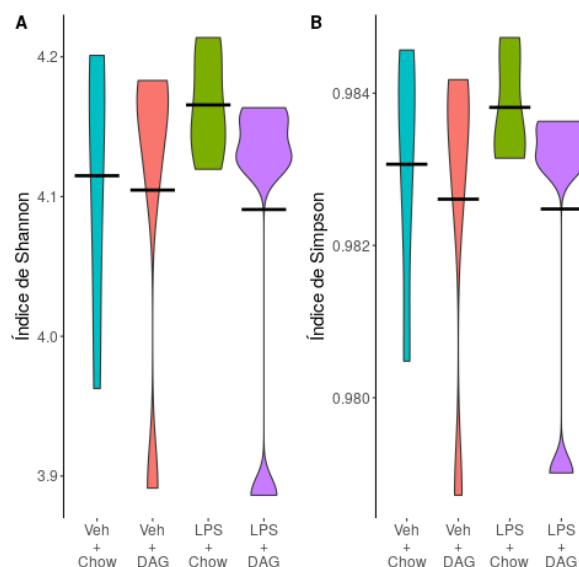 A
Índice de Shannon
4.2
4.1
4.0
3.9
Veh + Chow
Veh + DAG
LPS + Chow
LPS + DAG
B
Índice de Simpson
0.984
0.982
0.980
Veh + Chow
Veh + DAG
LPS + Chow
LPS + DAG